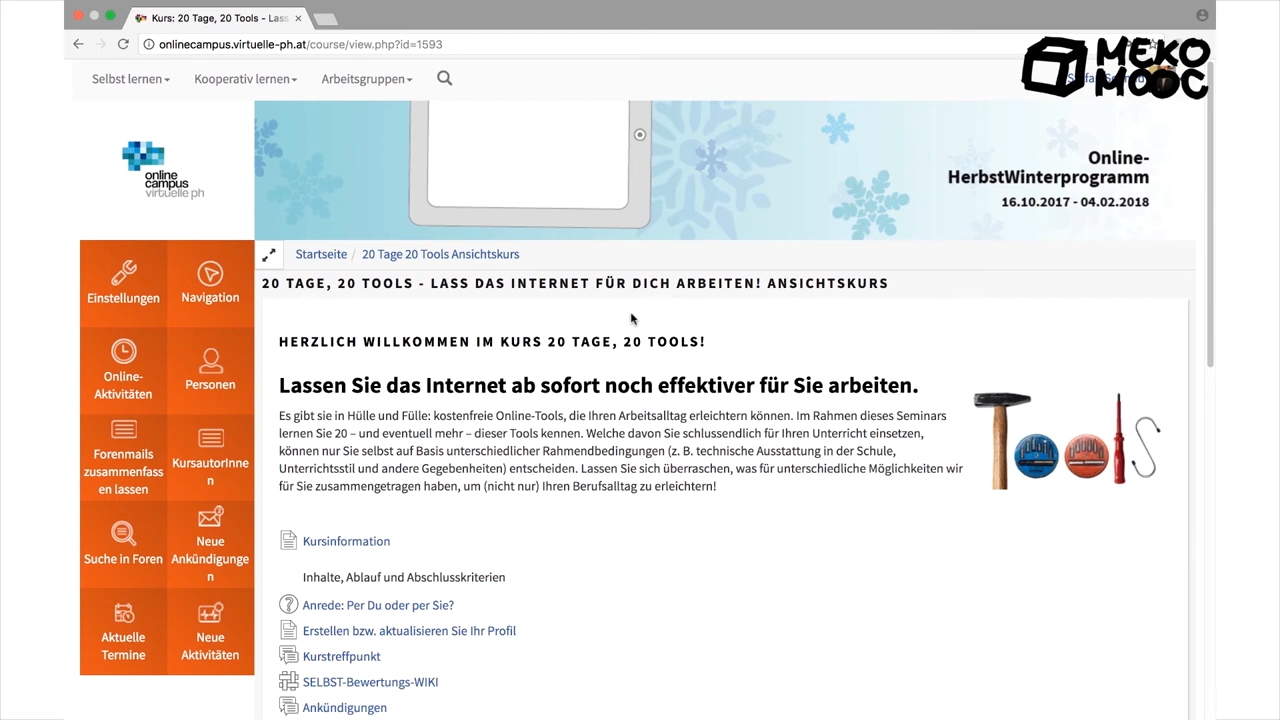 Kurs: 20 Tage, 20 Tools - Lass
onlinecampus.virtuelle-ph.at/course/view.php?id=1593
MEKO
MOOC
Selbst lernen
Kooperativ lernen
Arbeitsgruppen
online
campus
virtuelle ph
Online-
HerbstWinterprogramm
16.10.2017 - 04.02.2018
Startseite / 20 Tage 20 Tools Ansichtskurs
20 TAGE, 20 TOOLS - LASS DAS INTERNET FÜR DICH ARBEITEN! ANSICHTSKURS
Einstellungen
Navigation
Online-
Aktivitäten
Personen
Forenmails
zusammenfass
en lassen
KursautorInne
n
Suche in Foren
Neue
Ankündigunge
n
Aktuelle
Termine
Neue
Aktivitäten
HERZLICH WILLKOMMEN IM KURS 20 TAGE, 20 TOOLS!
Lassen Sie das Internet ab sofort noch effektiver für Sie arbeiten.
Es gibt sie in Hülle und Fülle: kostenfreie Online-Tools, die Ihren Arbeitsalltag erleichtern können. Im Rahmen dieses Seminars
lernen Sie 20 – und eventuell mehr – dieser Tools kennen. Welche davon Sie schlussendlich für Ihren Unterricht einsetzen,
können nur Sie selbst auf Basis unterschiedlicher Rahmendbedingungen (z. B. technische Ausstattung in der Schule,
Unterrichtsstil und andere Gegebenheiten) entscheiden. Lassen Sie sich überraschen, was für unterschiedliche Möglichkeiten wir
für Sie zusammengetragen haben, um (nicht nur) Ihren Berufsalltag zu erleichtern!
Kursinformation
Inhalte, Ablauf und Abschlusskriterien
Anrede: Per Du oder per Sie?
Erstellen bzw. aktualisieren Sie Ihr Profil
Kurstreffpunkt
SELBST-Bewertungs-WIKI
Ankündigungen